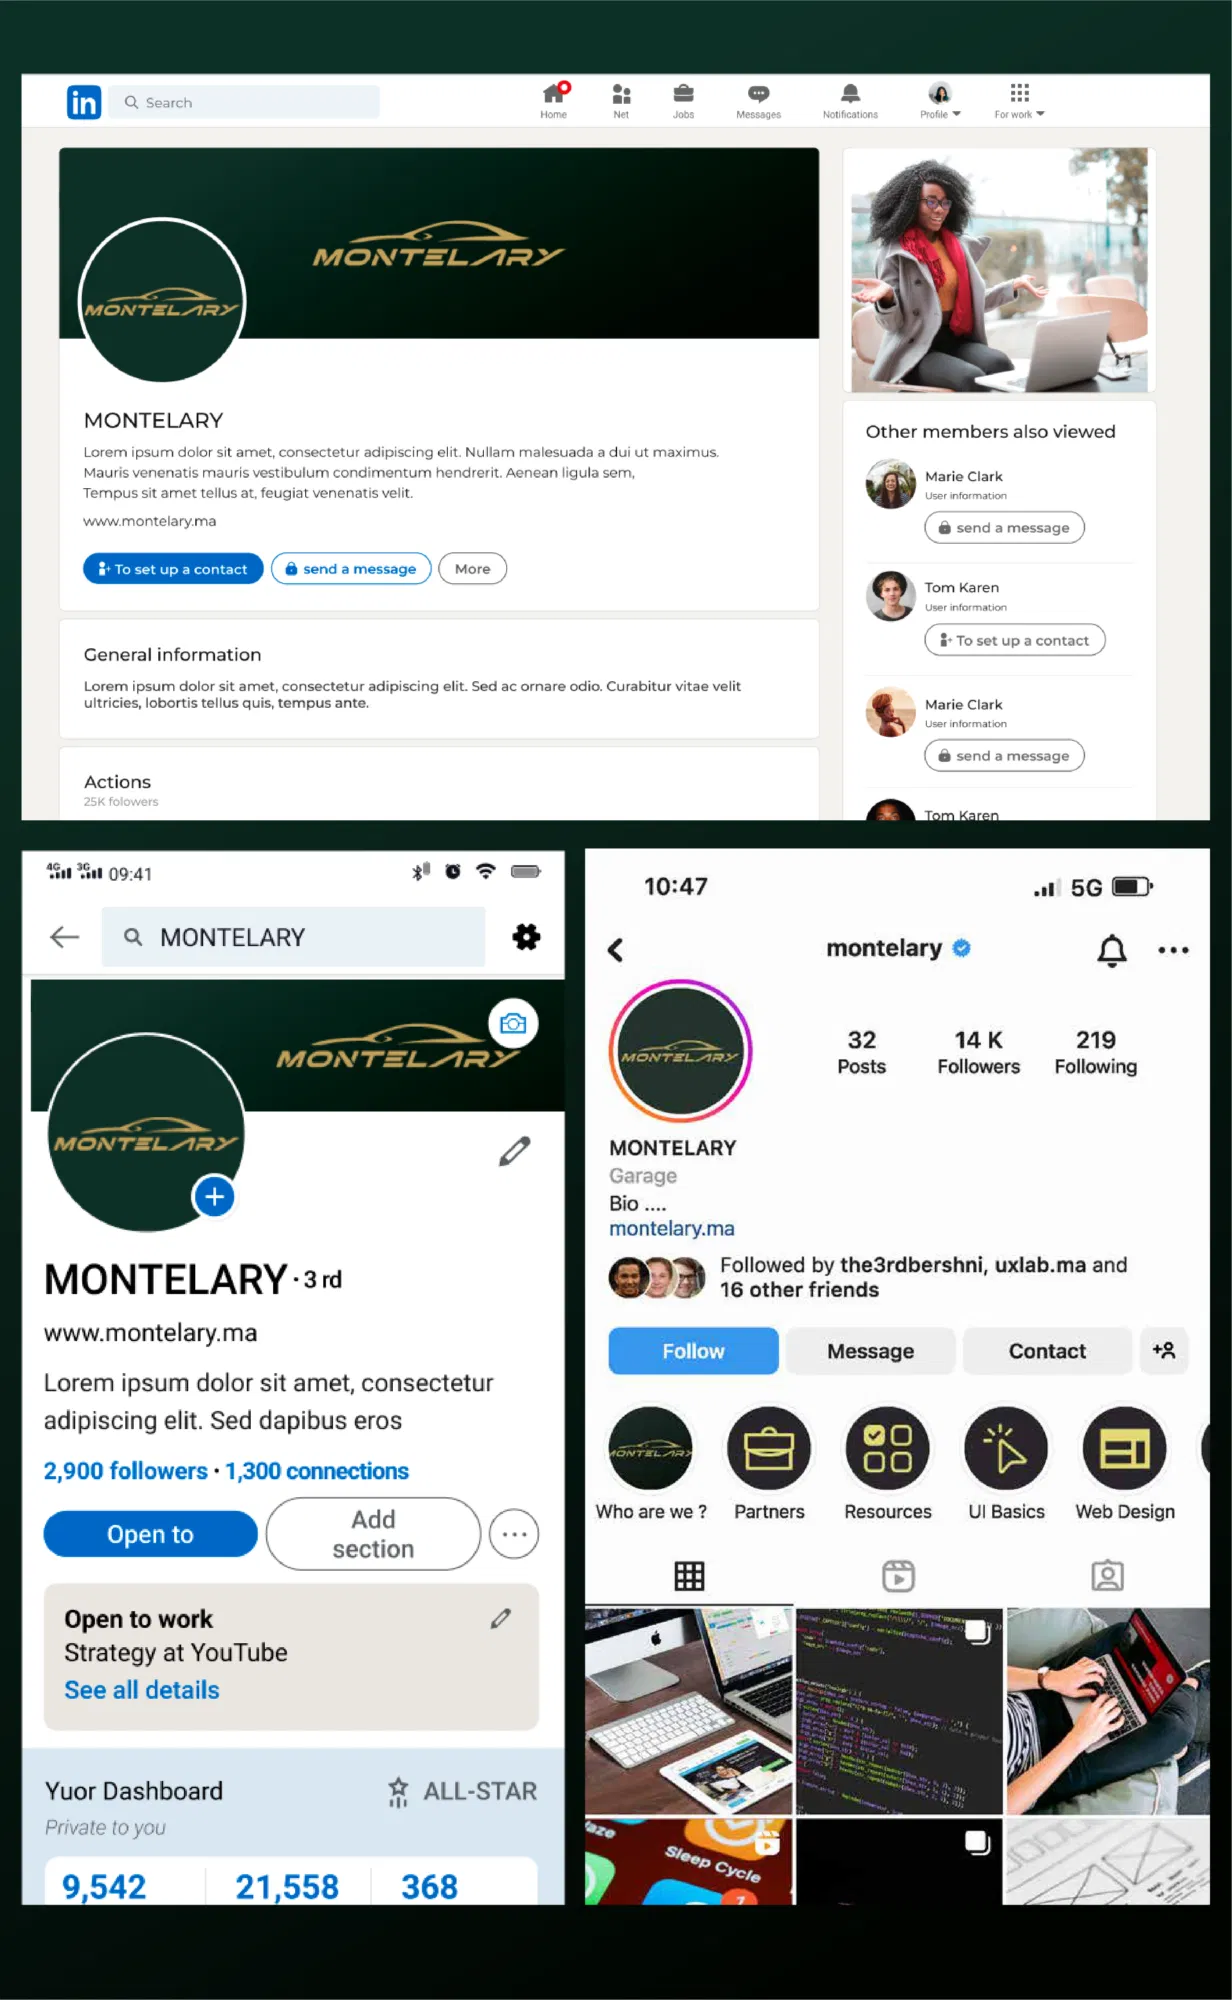 in
Search
Home
Net
Jobs
Messages
Notifications
Profile
For work
MONTELARY
MONTELARY
MONTELARY
Lorem ipsum dolor sit amet, consectetur adipiscing elit. Nullam malesuada a dui ut maximus.
Mauris venenatis mauris vestibulum condimentum hendrerit. Aenean ligula sem,
Tempus sit amet tellus at, feugiat venenatis velit.
www.montelary.ma
To set up a contact
send a message
More
General information
Lorem ipsum dolor sit amet, consectetur adipiscing elit. Sed ac ornare odio. Curabitur vitae velit
ultricies, lobortis tellus quis, tempus ante.
Actions
25K folowers
Other members also viewed
Marie Clark
User information
send a message
Tom Karen
User information
To set up a contact
Marie Clark
User information
send a message
Tom Karen
4G 3G 09:41
MONTELARY
MONTELARY
MONTELARY
MONTELARY · 3 rd
www.montelary.ma
Lorem ipsum dolor sit amet, consectetur
adipiscing elit. Sed dapibus eros
2,900 followers · 1,300 connections
Open to
Add
section
Open to work
Strategy at YouTube
See all details
Yuor Dashboard
ALL-STAR
Private to you
9,542
21,558
368
10:47
5G
montelary
MONTELARY
32
Posts
14 K
Followers
219
Following
MONTELARY
Garage
Bio ....
montelary.ma
Followed by the3rdbershni, uxlab.ma and
16 other friends
Follow
Message
Contact
MONTELARY
Who are we ?
Partners
Resources
UI Basics
Web Design
Sleep Cycle